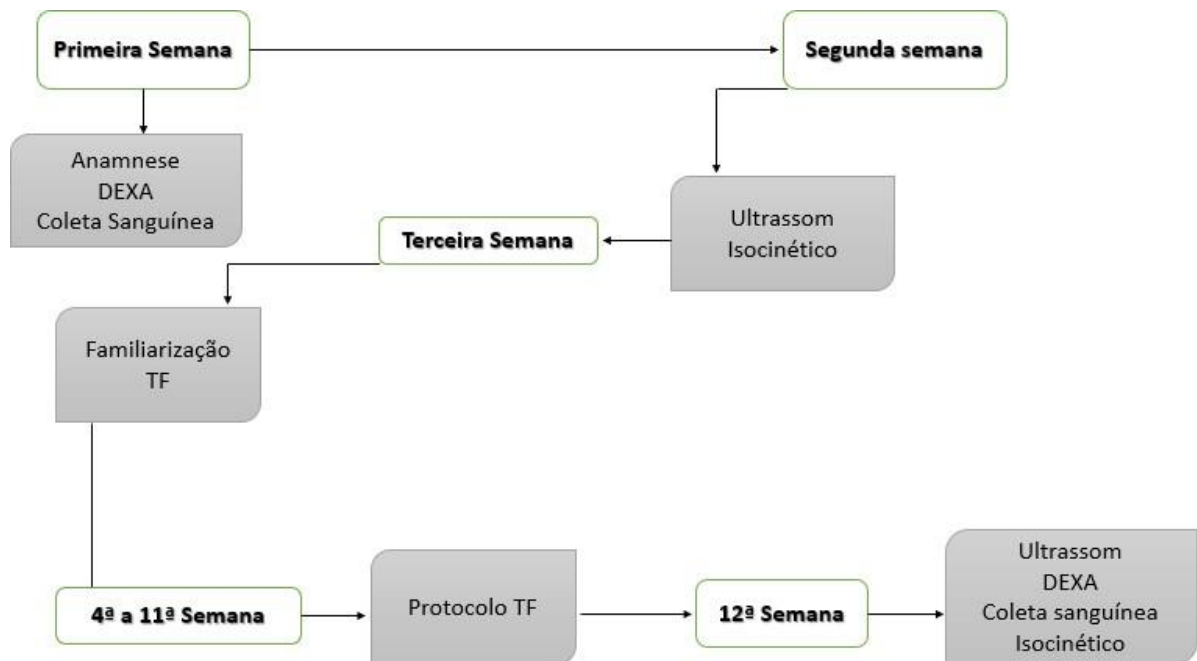 Primeira Semana
Segunda semana
Anamnese
DEXA
Coleta Sanguínea
Ultrassom
Isocinético
Terceira Semana
Familiarização
TF
4ª a 11ª Semana
Protocolo TF
12ª Semana
Ultrassom
DEXA
Coleta sanguínea
Isocinético